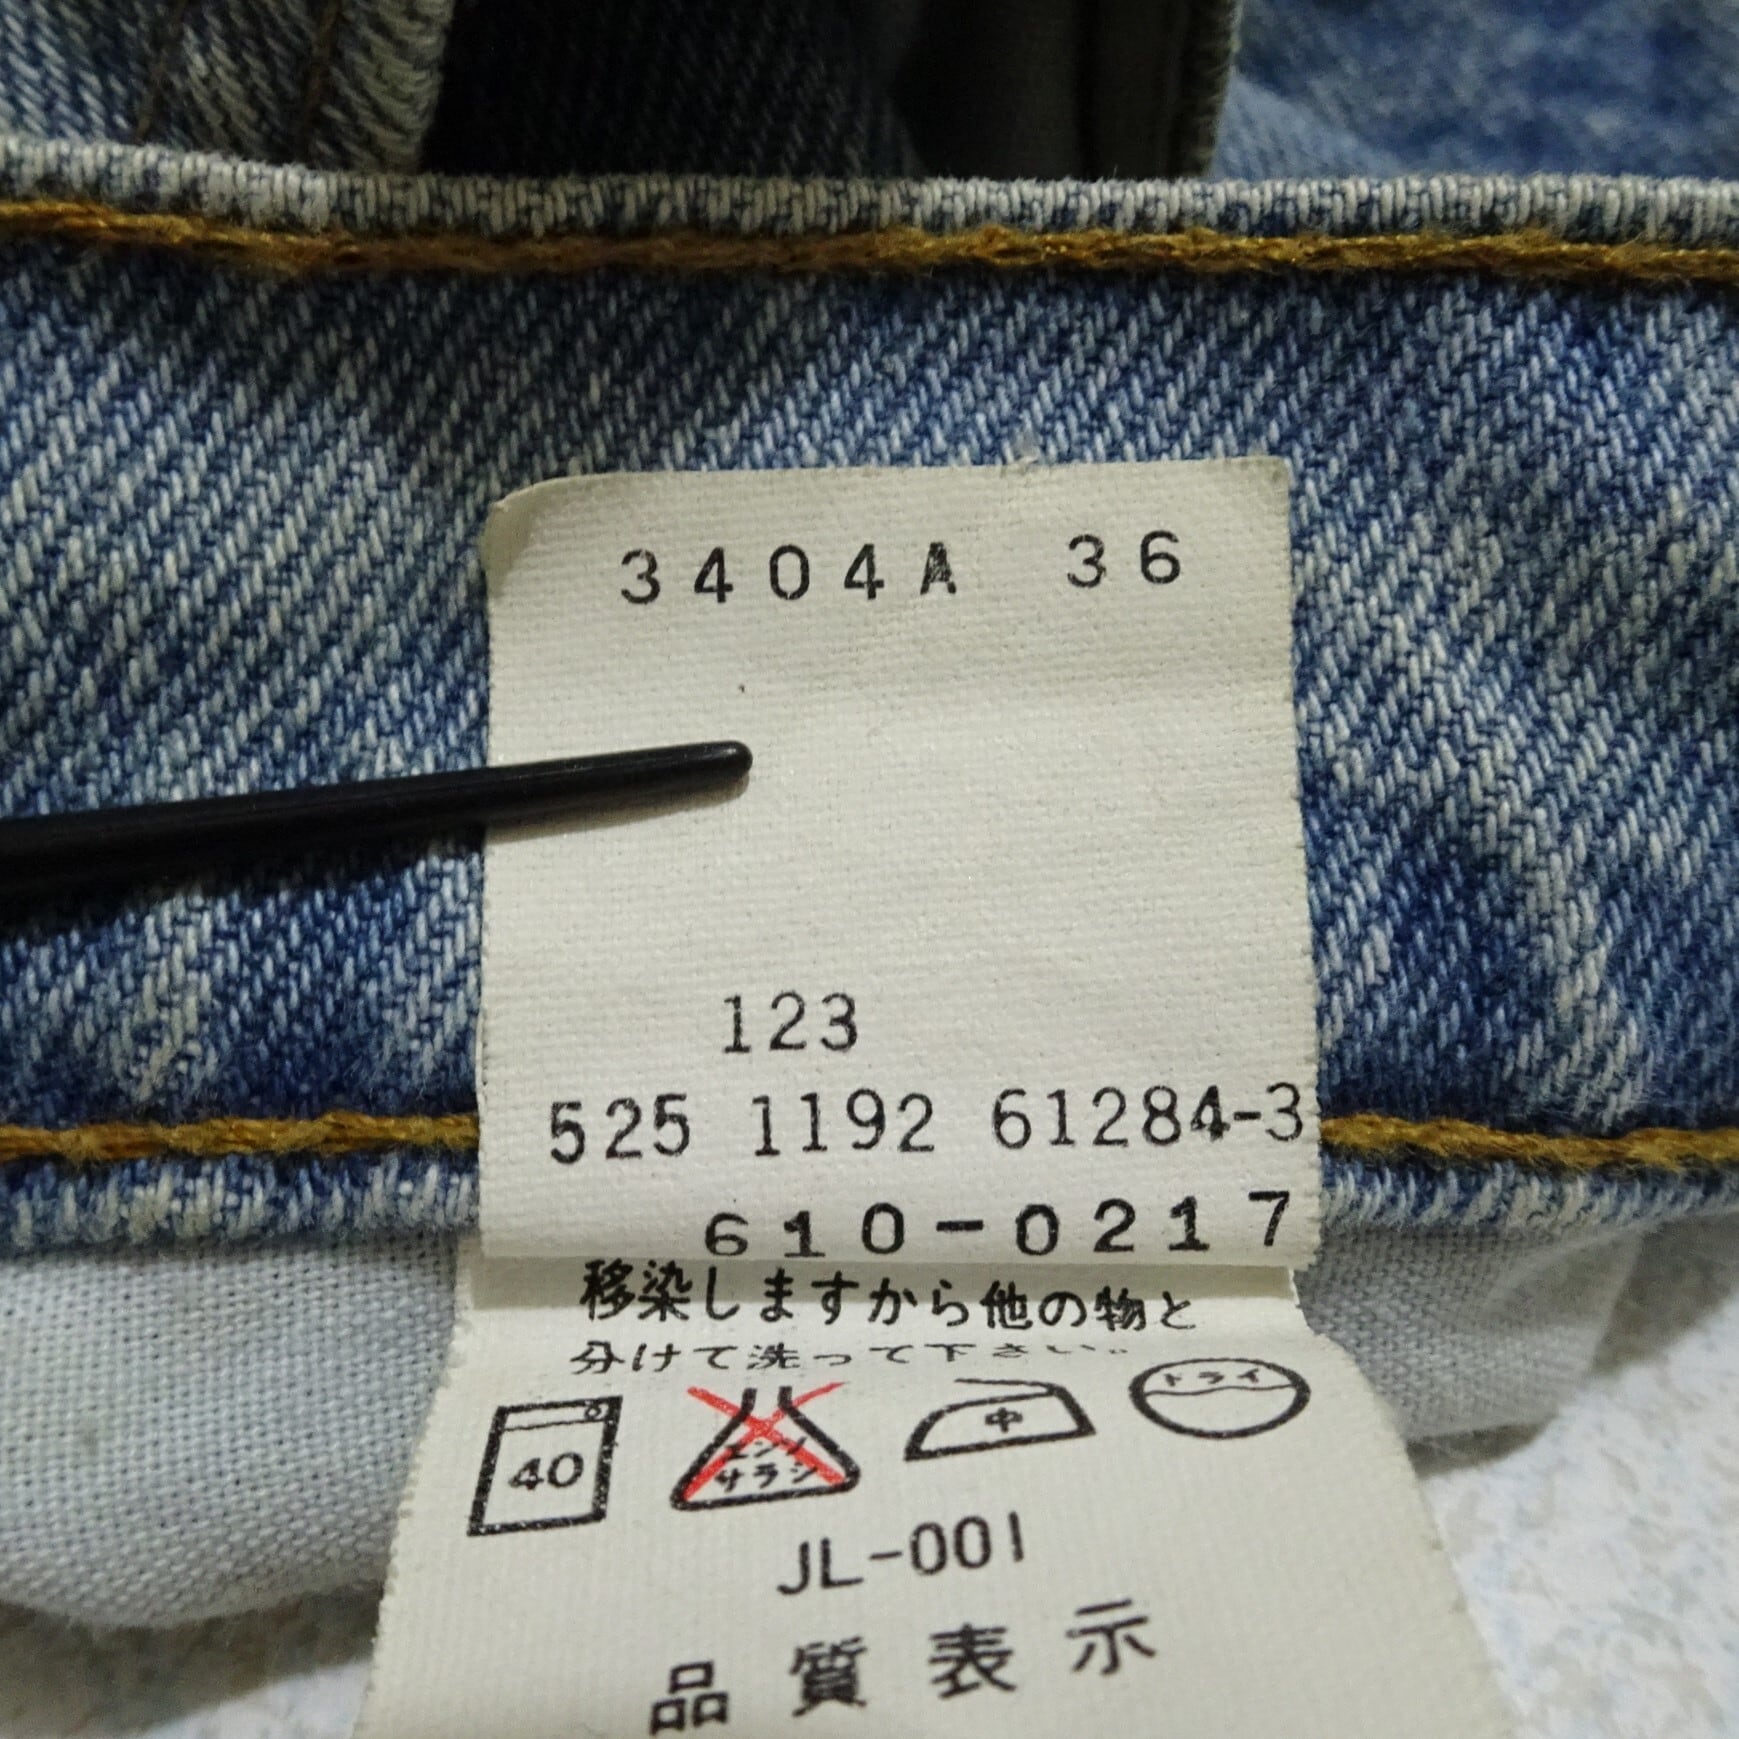 3404A 36
123
525 1192 61284-3
610-0217
移染しますから他の物と
分けて洗って下さい。
40
エンソ
サラシ
中
ドライ
JL-001
品質表示